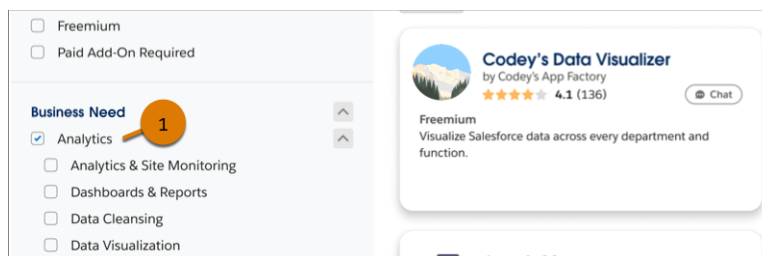 Freemium
Paid Add-On Required
Business Need
1
Analytics
Analytics & Site Monitoring
Dashboards & Reports
Data Cleansing
Data Visualization
Codey's Data Visualizer
by Codey's App Factory
4.1 (136)
Chat
Freemium
Visualize Salesforce data across every department and
function.